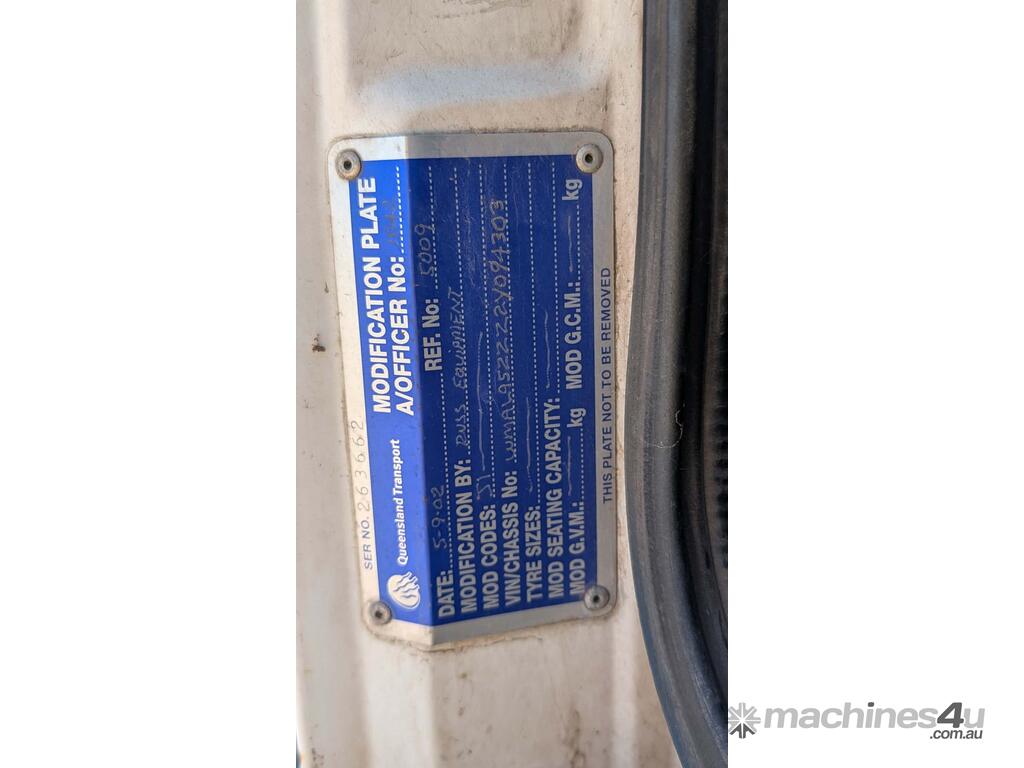 SER NO. 263662
Queensland Transport
MODIFICATION PLATE
A/OFFICER No:
DATE: 5-9-02 REF. No: 5009
MODIFICATION BY: RUSS EQUIPMENT
MOD CODES: J1
VIN/CHASSIS No: WMAL95ZZZ2Y094303
TYRE SIZES:
MOD SEATING CAPACITY:
MOD G.V.M.: kg MOD G.C.M.: kg
THIS PLATE NOT TO BE REMOVED
machines4u
.com.au